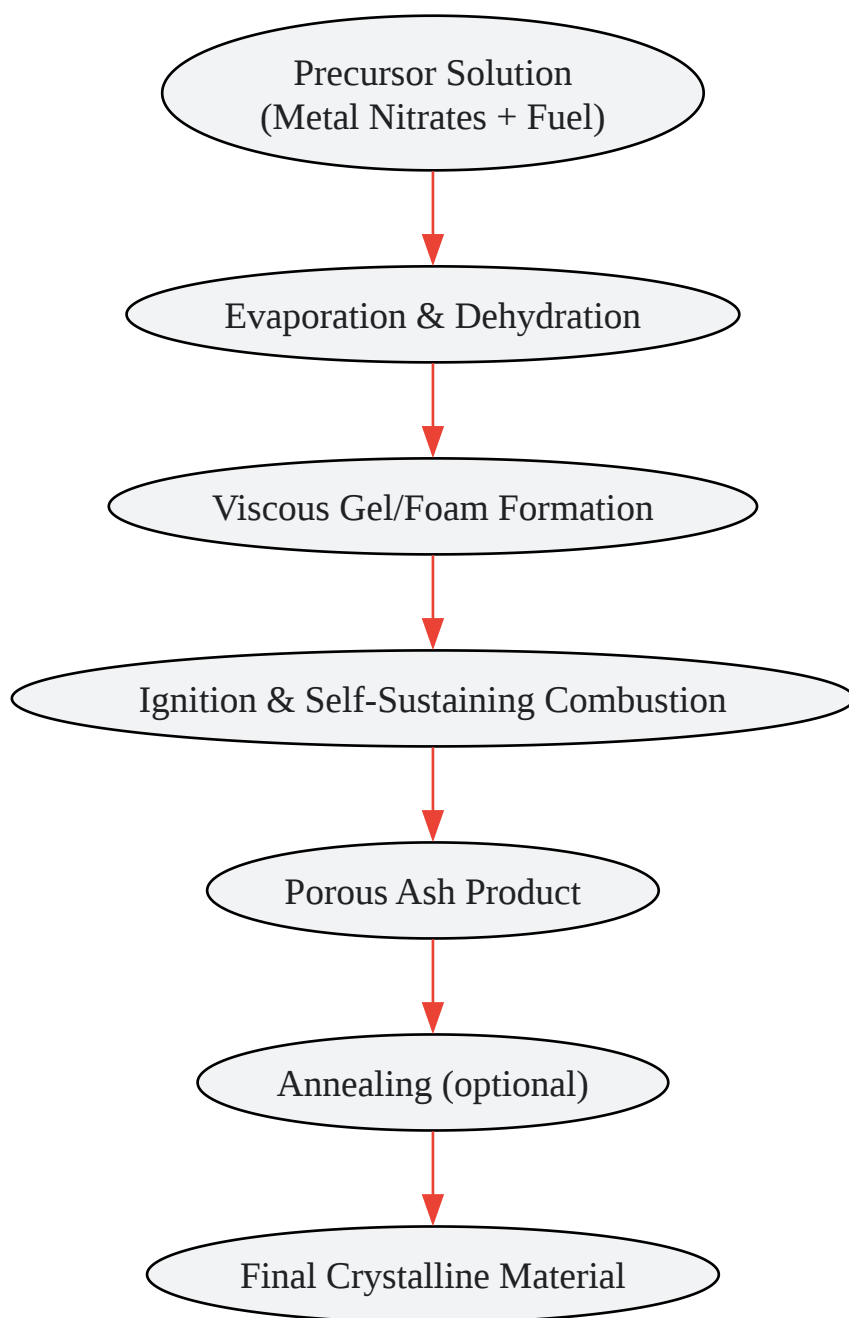 Precursor Solution
(Metal Nitrates + Fuel)
Evaporation & Dehydration
Viscous Gel/Foam Formation
Ignition & Self-Sustaining Combustion
Porous Ash Product
Annealing (optional)
Final Crystalline Material